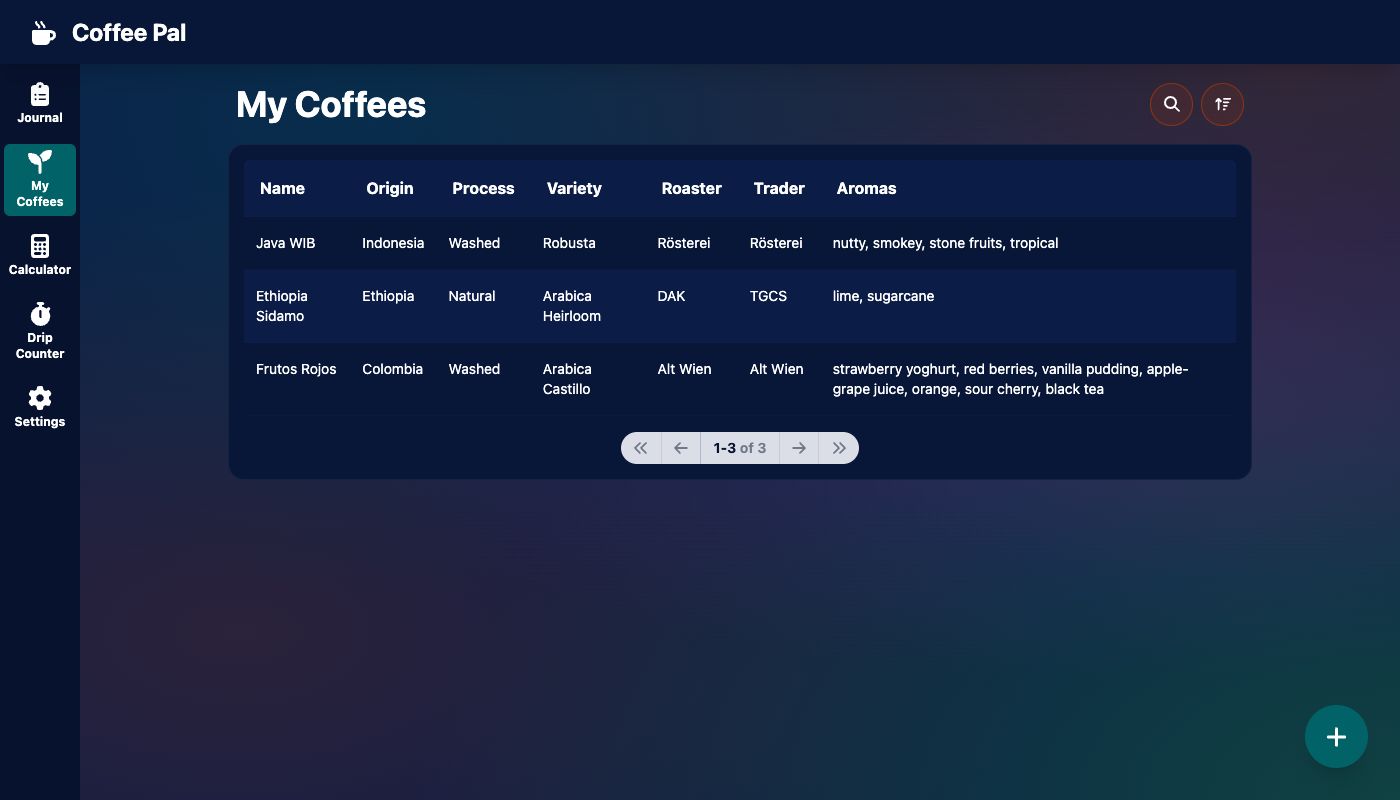 Coffee Pal
Journal
My
Coffees
Calculator
Drip
Counter
Settings
My Coffees
Name Origin Process Variety Roaster Trader Aromas
Java WIB Indonesia Washed Robusta Rösterei Rösterei nutty, smokey, stone fruits, tropical
Ethiopia Ethiopia Natural Arabica DAK TGCS lime, sugarcane
Sidamo Heirloom
Frutos Rojos Colombia Washed Arabica Alt Wien Alt Wien strawberry yoghurt, red berries, vanilla pudding, apple-
Castillo grape juice, orange, sour cherry, black tea
1-3 of 3